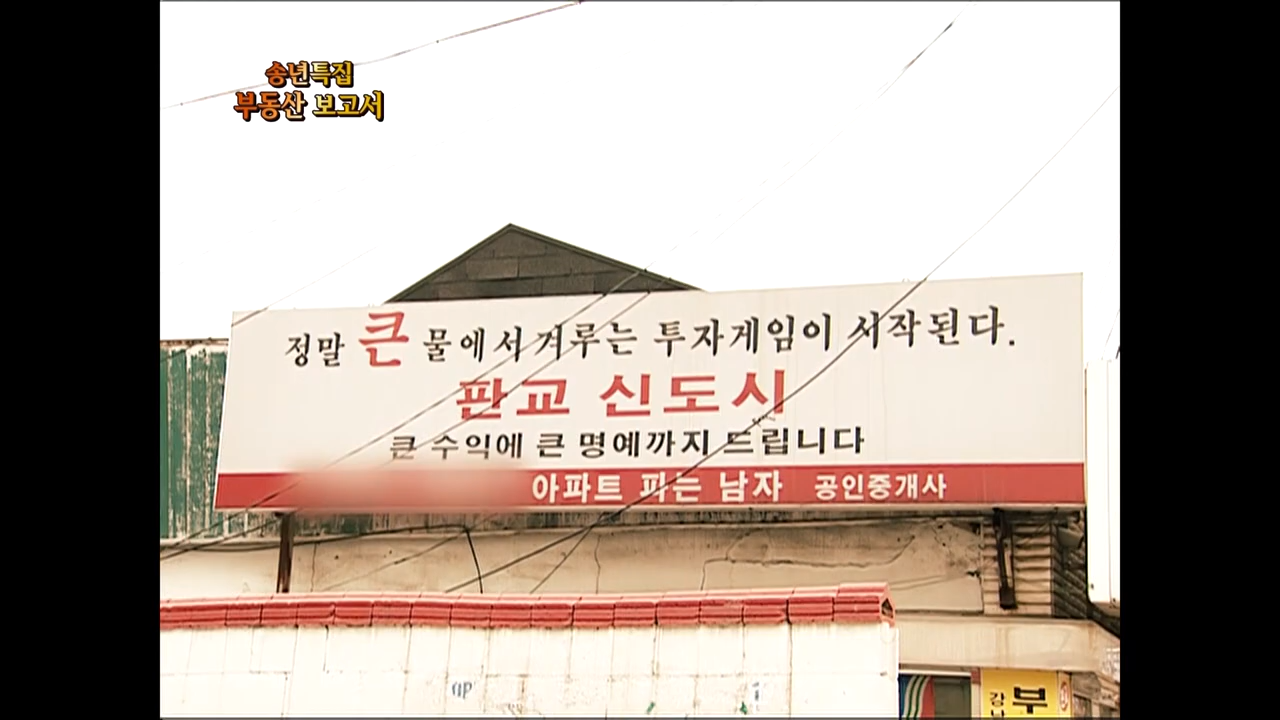 송년특집
부동산 보고서
정말 큰 물에서 겨루는 투자게임이 시작된다.
판교 신도시
큰 수익에 큰 명예까지 드립니다
아파트 파는 남자 공인중개사
부
강남